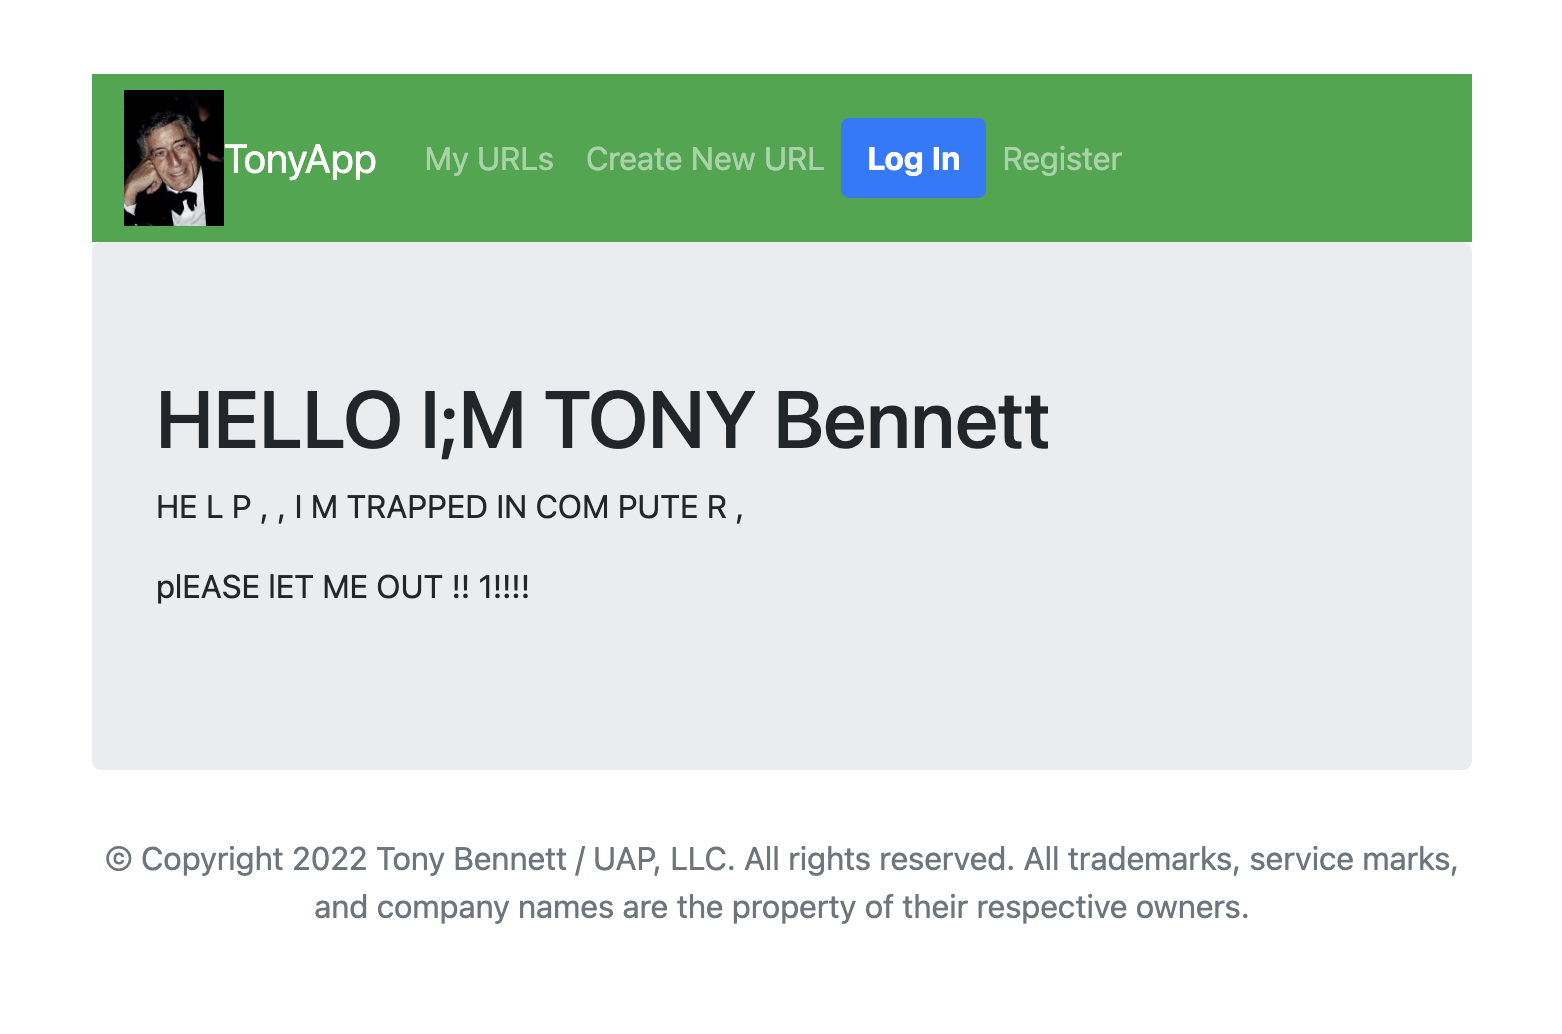 TonyApp My URLs Create New URL Log In Register
HELLO I;M TONY Bennett
HE L P , , I M TRAPPED IN COM PUTE R ,
plEASE lET ME OUT !! 1!!!!
© Copyright 2022 Tony Bennett / UAP, LLC. All rights reserved. All trademarks, service marks,
and company names are the property of their respective owners.